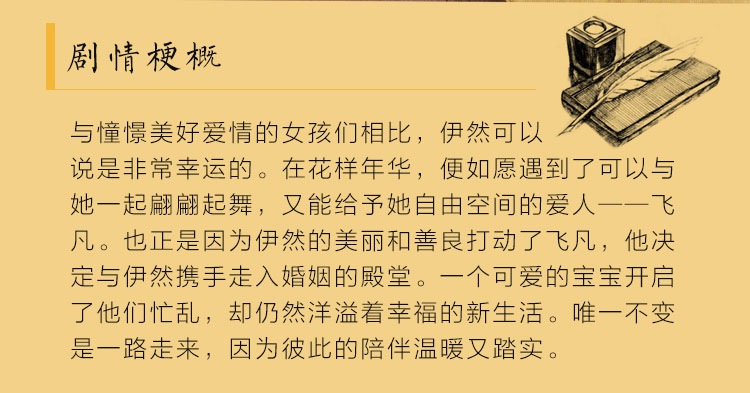 剧情梗概
与憧憬美好爱情的女孩们相比，伊然可以
说是非常幸运的。在花样年华，便如愿遇到了可以与
她一起翩翩起舞，又能给予她自由空间的爱人——飞
凡。也正是因为伊然的美丽和善良打动了飞凡，他决
定与伊然携手走入婚姻的殿堂。一个可爱的宝宝开启
了他们忙乱，却仍然洋溢着幸福的新生活。唯一不变
是一路走来，因为彼此的陪伴温暖又踏实。